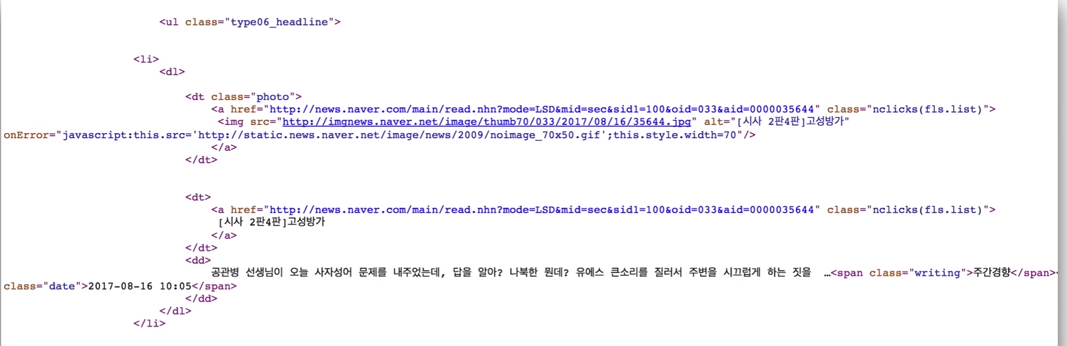 <ul class="type06_headline">
<li>
<dl>
<dt class="photo">
<a href="http://news.naver.com/main/read.nhn?mode=LSD&mid=sec&sid1=100&oid=033&aid=0000035644" class="nclicks(fls.list)">
<img src="http://imgnews.naver.net/image/thumb70/033/2017/08/16/35644.jpg" alt="[시사 2판4판]고성방가"
onError="javascript:this.src='http://static.news.naver.net/image/news/2009/noimage_70x50.gif';this.style.width=70"/>
</a>
</dt>
<dt>
<a href="http://news.naver.com/main/read.nhn?mode=LSD&mid=sec&sid1=100&oid=033&aid=0000035644" class="nclicks(fls.list)">
[시사 2판4판]고성방가
</a>
</dt>
<dd>
공관병 선생님이 오늘 사자성어 문제를 내주었는데, 답을 알아? 나북한 뭔데? 유에스 큰소리를 질러서 주변을 시끄럽게 하는 짓을 …<span class="writing">주간경향</span>
class="date">2017-08-16 10:05</span>
</dd>
</dl>
</li>